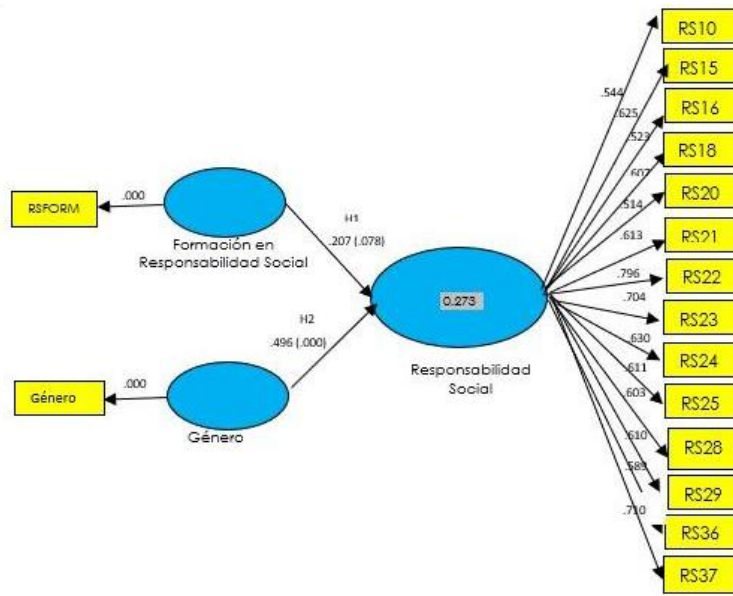 RS10
RS15
RS16
RS18
RS20
RS21
RS22
RS23
RS24
RS25
RS28
RS29
RS36
RS37
.544
.625
.523
.607
.514
.613
.796
.704
.630
.611
.603
.610
.589
.710
RSFORM
.000
Formación en
Responsabilidad Social
H1
.207 (.078)
H2
.496 (.000)
0.273
Responsabilidad
Social
Género
.000
Género